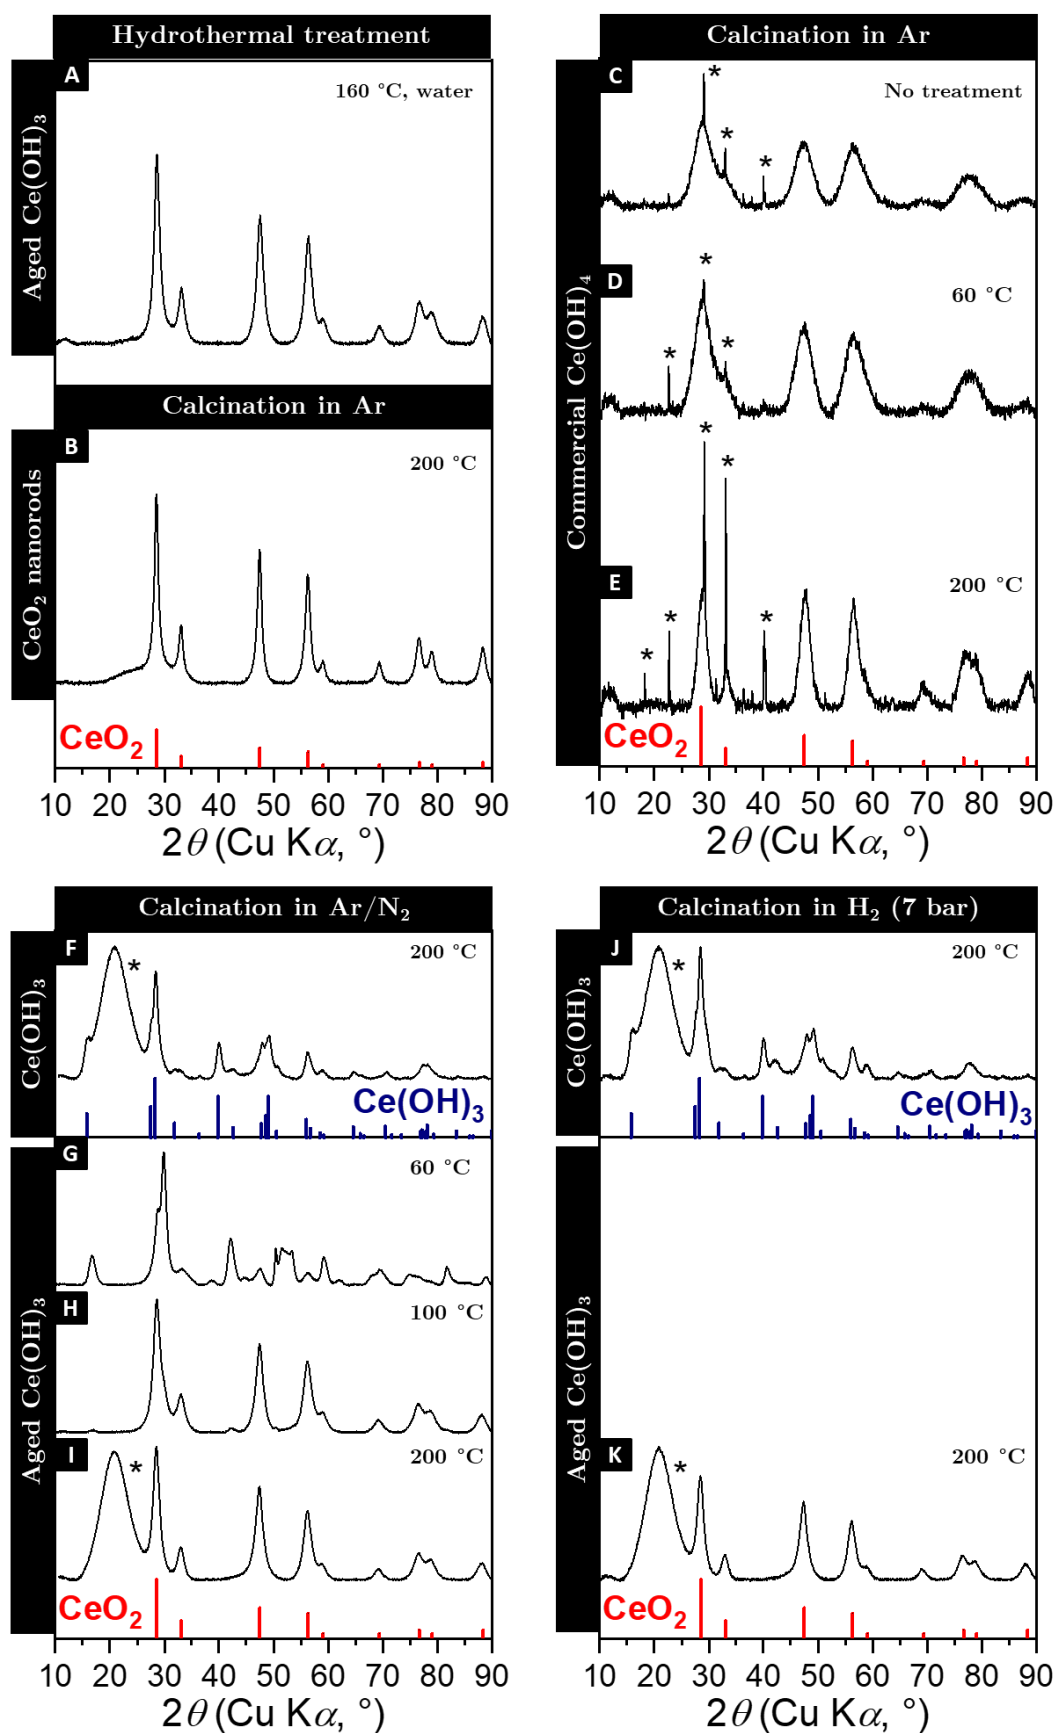 Hydrothermal treatment
Aged Ce(OH)₃
A
160 °C, water
Calcination in Ar
CeO₂ nanorods
B
200 °C
CeO₂
10 20 30 40 50 60 70 80 90
2θ (Cu Kα, °)
Calcination in Ar
Commercial Ce(OH)₄
C
*
No treatment
*
*
D
*
60 °C
*
*
E
*
*
200 °C
*
*
*
CeO₂
10 20 30 40 50 60 70 80 90
2θ (Cu Kα, °)
Calcination in Ar/N₂
Ce(OH)₃
F
*
200 °C
Ce(OH)₃
Aged Ce(OH)₃
G
60 °C
H
100 °C
I
*
200 °C
CeO₂
10 20 30 40 50 60 70 80 90
2θ (Cu Kα, °)
Calcination in H₂ (7 bar)
Ce(OH)₃
J
*
200 °C
Ce(OH)₃
Aged Ce(OH)₃
K
*
200 °C
CeO₂
10 20 30 40 50 60 70 80 90
2θ (Cu Kα, °)